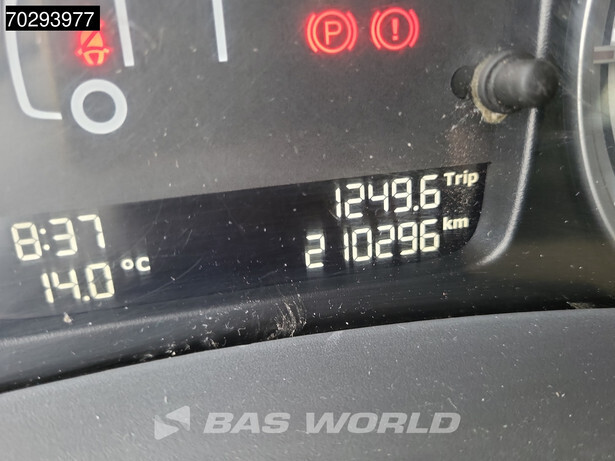 70293977
P
!
1249.6 Trip
8:37
210296 km
14.0 °C
BAS WORLD